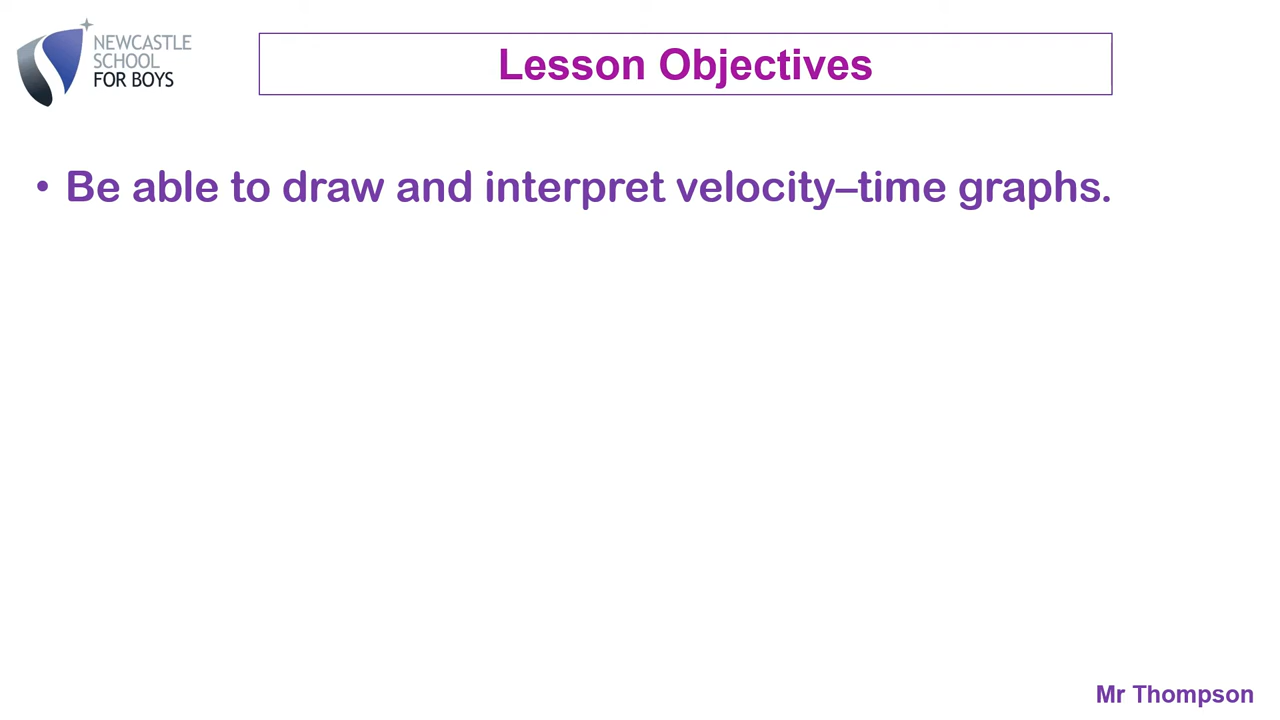 NEWCASTLE
SCHOOL
FOR BOYS
Lesson Objectives
• Be able to draw and interpret velocity–time graphs.
Mr Thompson